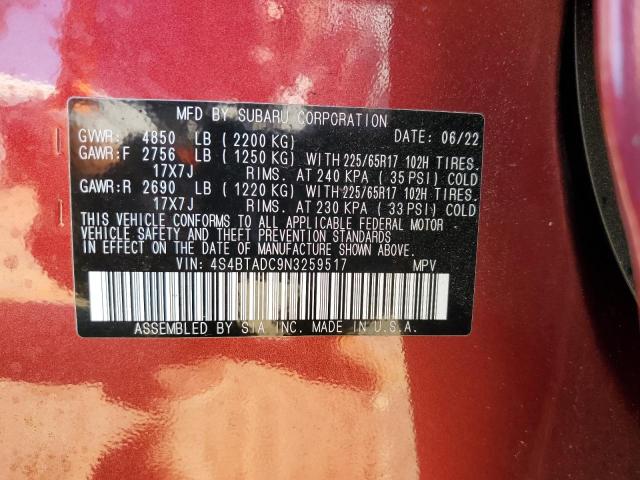 MFD BY SUBARU CORPORATION
GVWR: 4850 LB ( 2200 KG) DATE: 06/22
GAWR:F 2756 LB ( 1250 KG) WITH 225/65R17 102H TIRES.
17X7J RIMS. AT 240 KPA ( 35 PSI) COLD
GAWR:R 2690 LB ( 1220 KG) WITH 225/65R17 102H TIRES.
17X7J RIMS. AT 230 KPA ( 33 PSI) COLD
THIS VEHICLE CONFORMS TO ALL APPLICABLE FEDERAL MOTOR
VEHICLE SAFETY AND THEFT PREVENTION STANDARDS
IN EFFECT ON THE DATE OF MANUFACTURE SHOWN ABOVE.
VIN: 4S4BTADC9N3259517 MPV
ASSEMBLED BY SIA INC. MADE IN U.S.A.